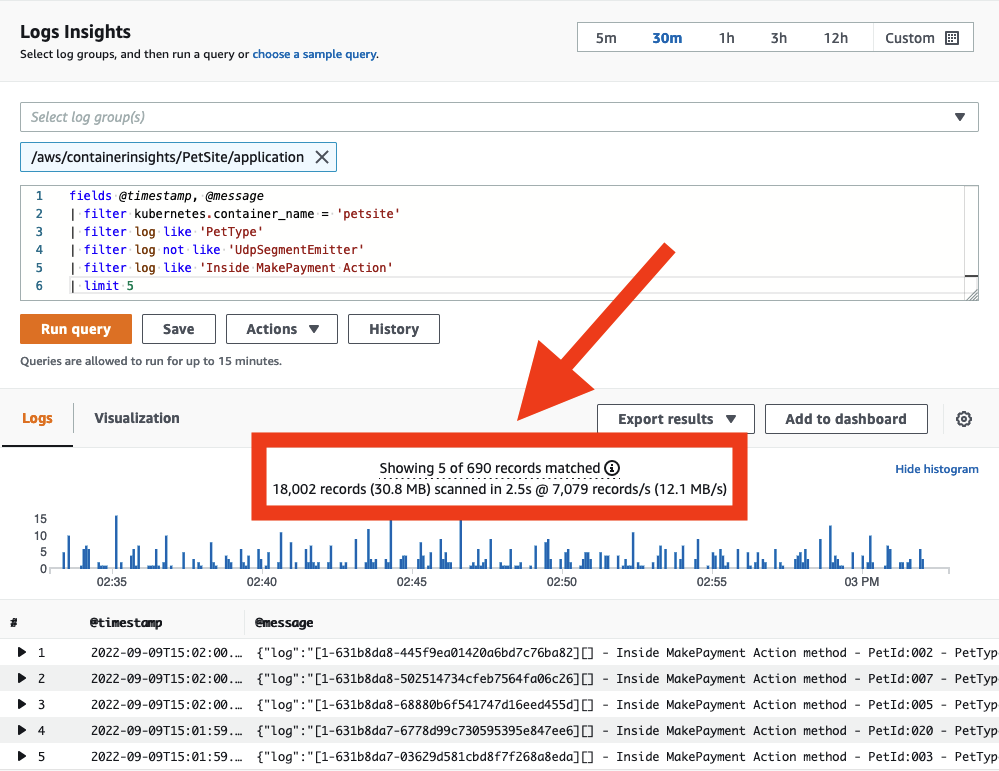 Logs Insights
Select log groups, and then run a query or choose a sample query.
5m 30m 1h 3h 12h Custom
Select log group(s)
/aws/containerinsights/PetSite/application
1 fields @timestamp, @message
2 | filter kubernetes.container_name = 'petsite'
3 | filter log like 'PetType'
4 | filter log not like 'UdpSegmentEmitter'
5 | filter log like 'Inside MakePayment Action'
6 | limit 5
Run query Save Actions History
Queries are allowed to run for up to 15 minutes.
Logs Visualization Export results Add to dashboard
Showing 5 of 690 records matched
Hide histogram
18,002 records (30.8 MB) scanned in 2.5s @ 7,079 records/s (12.1 MB/s)
15
10
5
0
02:35 02:40 02:45 02:50 02:55 03 PM
# @timestamp @message
1 2022-09-09T15:02:00.… {"log":"[1-631b8da8-445f9ea01420a6bd7c76ba82][] - Inside MakePayment Action method - PetId:002 - PetType
2 2022-09-09T15:02:00.… {"log":"[1-631b8da8-502514734cfeb7564fa06c26][] - Inside MakePayment Action method - PetId:007 - PetType
3 2022-09-09T15:02:00.… {"log":"[1-631b8da8-68880b6f541747d16eed455d][] - Inside MakePayment Action method - PetId:005 - PetType
4 2022-09-09T15:01:59.… {"log":"[1-631b8da7-6778d99c730595395e847ee6][] - Inside MakePayment Action method - PetId:020 - PetType
5 2022-09-09T15:01:59.… {"log":"[1-631b8da7-03629d581cbd8f7f268a8eda][] - Inside MakePayment Action method - PetId:003 - PetType